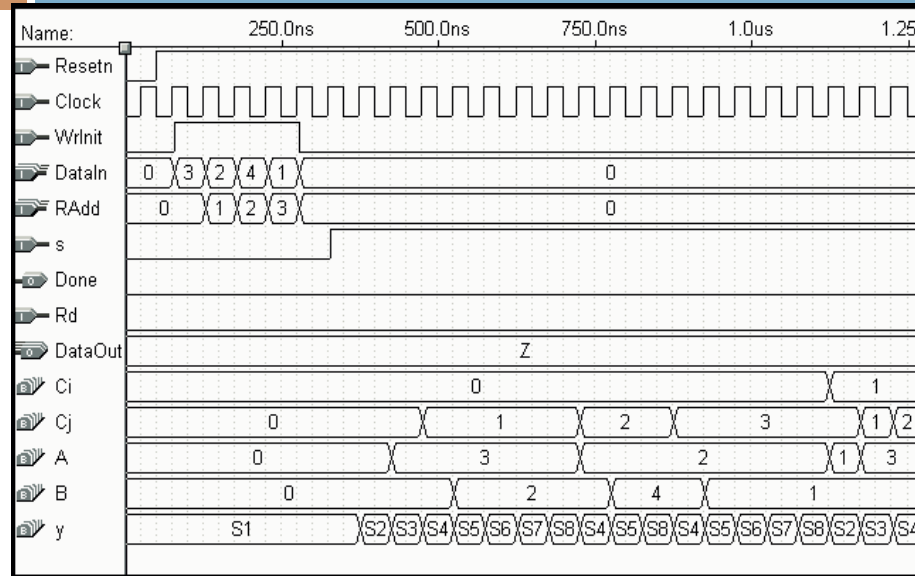 Name: 250.0ns 500.0ns 750.0ns 1.0us 1.25
Resetn
Clock
WrInit
DataIn 0 3 2 4 1 0
RAdd 0 1 2 3 0
s
Done
Rd
DataOut Z
Ci 0 1
Cj 0 1 2 3 1 2
A 0 3 2 1 3
B 0 2 4 1
y S1 S2 S3 S4 S5 S6 S7 S8 S4 S5 S8 S4 S5 S6 S7 S8 S2 S3 S4